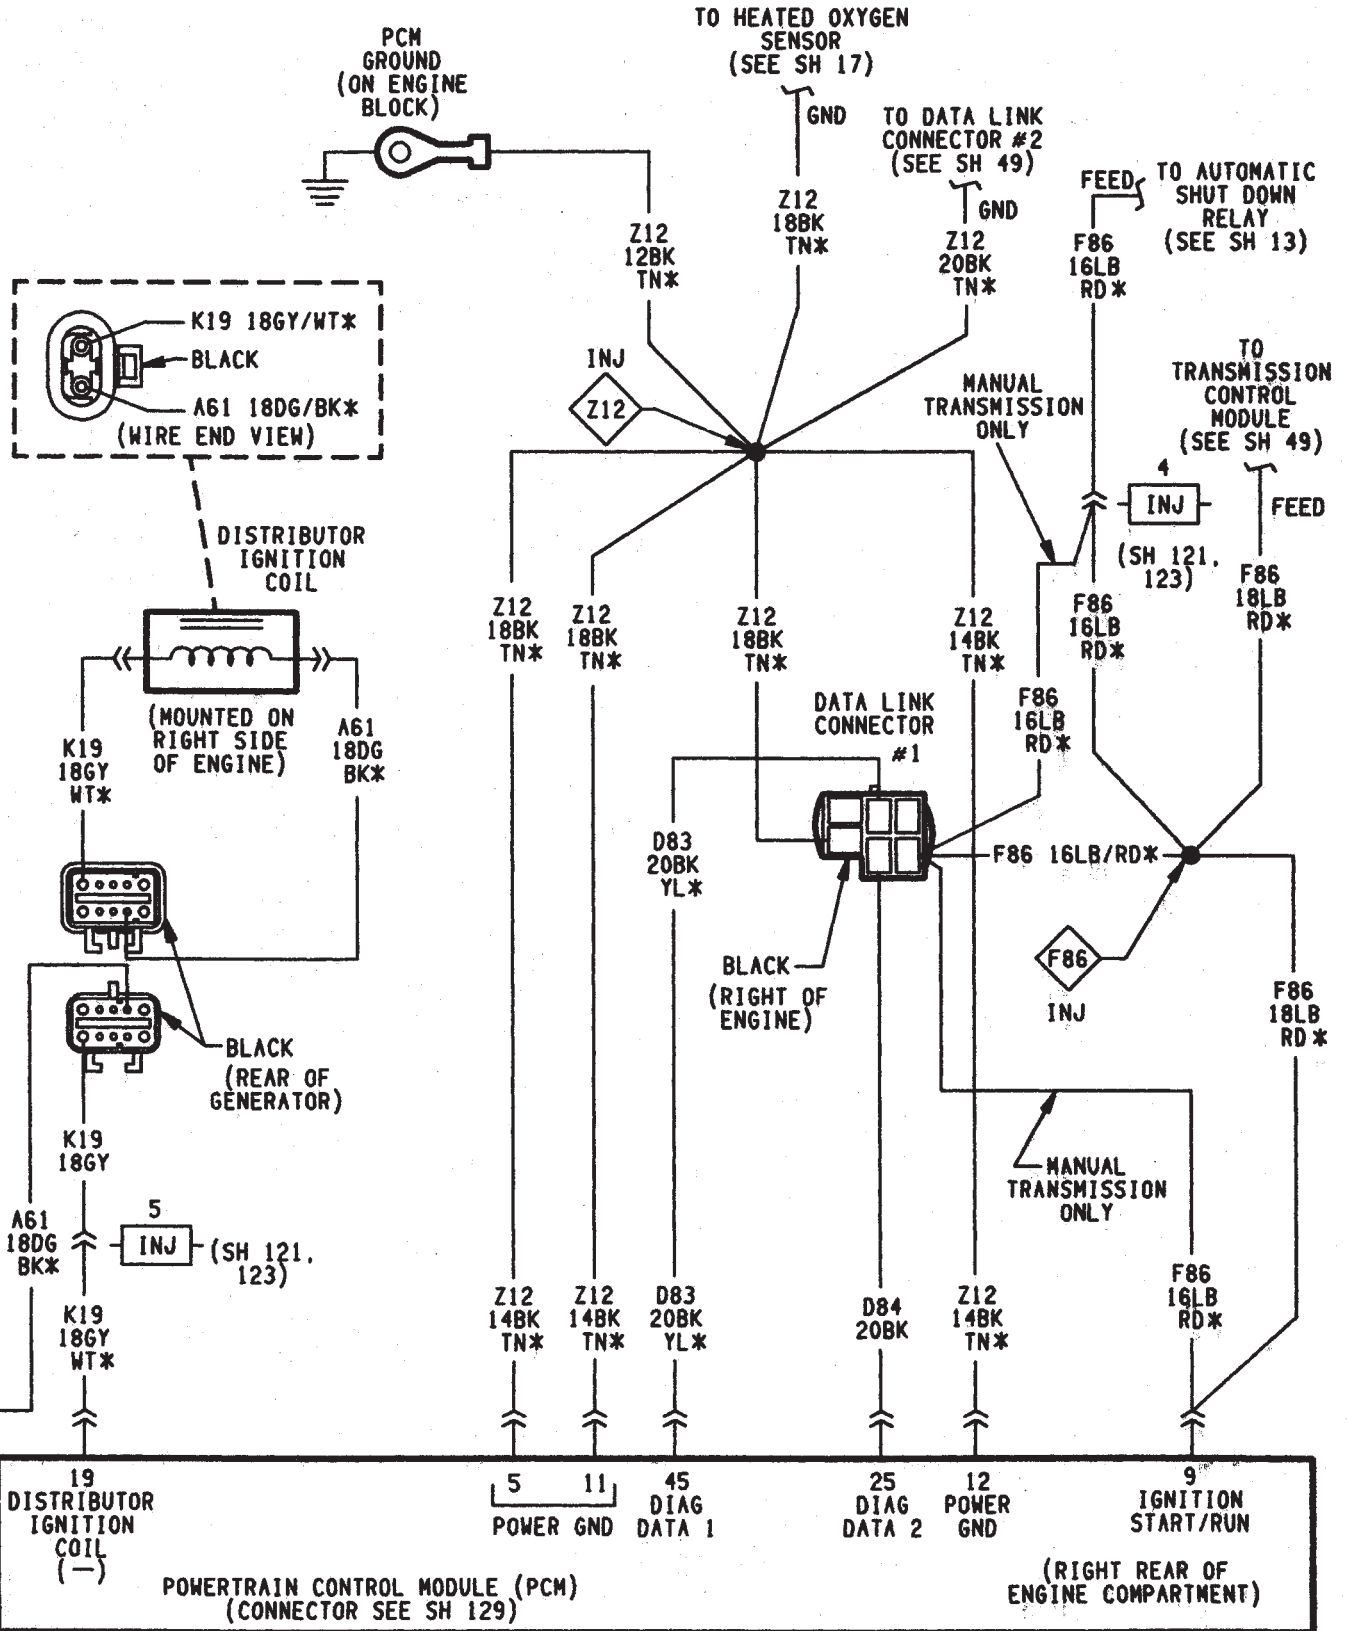 TO HEATED OXYGEN
SENSOR
(SEE SH 17)
GND
PCM
GROUND
(ON ENGINE
BLOCK)
TO DATA LINK
CONNECTOR #2
(SEE SH 49)
GND
FEED
TO AUTOMATIC
SHUT DOWN
RELAY
(SEE SH 13)
Z12
12BK
TN*
Z12
18BK
TN*
Z12
20BK
TN*
F86
16LB
RD*
K19 18GY/WT*
BLACK
A61 18DG/BK*
(WIRE END VIEW)
INJ
Z12
MANUAL
TRANSMISSION
ONLY
TO
TRANSMISSION
CONTROL
MODULE
(SEE SH 49)
FEED
4
INJ
(SH 121,
123)
DISTRIBUTOR
IGNITION
COIL
(MOUNTED ON
RIGHT SIDE
OF ENGINE)
K19
18GY
WT*
A61
18DG
BK*
Z12
18BK
TN*
Z12
18BK
TN*
Z12
18BK
TN*
Z12
14BK
TN*
F86
16LB
RD*
F86
16LB
RD*
F86
18LB
RD*
DATA LINK
CONNECTOR
#1
D83
20BK
YL*
F86 16LB/RD*
BLACK
(RIGHT OF
ENGINE)
F86
INJ
F86
18LB
RD*
BLACK
(REAR OF
GENERATOR)
K19
18GY
MANUAL
TRANSMISSION
ONLY
A61
18DG
BK*
5
INJ
(SH 121,
123)
K19
18GY
WT*
Z12
14BK
TN*
Z12
14BK
TN*
D83
20BK
YL*
D84
20BK
Z12
14BK
TN*
F86
16LB
RD*
19
DISTRIBUTOR
IGNITION
COIL
(—)
5 11
POWER GND
45
DIAG
DATA 1
25
DIAG
DATA 2
12
POWER
GND
9
IGNITION
START/RUN
POWERTRAIN CONTROL MODULE (PCM)
(CONNECTOR SEE SH 129)
(RIGHT REAR OF
ENGINE COMPARTMENT)